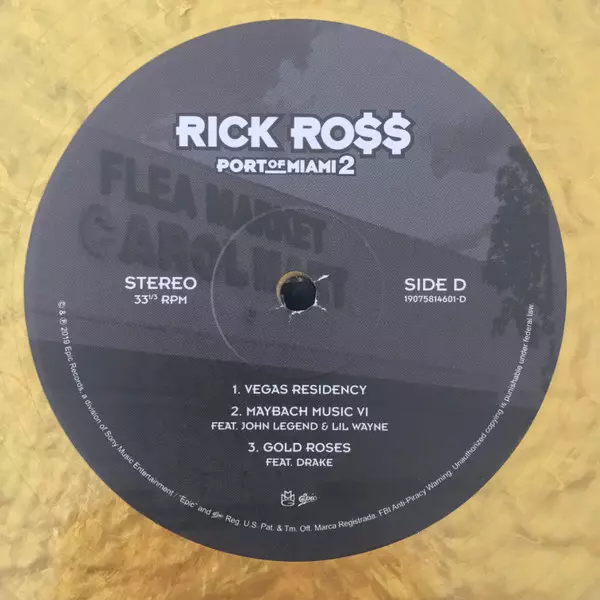 RICK RO$$
PORT OF MIAMI 2
FLEA MARKET
CAROL MART
STEREO
33 1/3 RPM
SIDE D
19075814601-D
1. VEGAS RESIDENCY
2. MAYBACH MUSIC VI
FEAT. JOHN LEGEND & LIL WAYNE
3. GOLD ROSES
FEAT. DRAKE
Epic
© & ℗ 2019 Epic Records, a division of Sony Music Entertainment / "Epic" and Epic Reg. U.S. Pat. & Tm. Off. Marca Registrada. FBI Anti-Piracy Warning. Unauthorized copying is punishable under federal law.